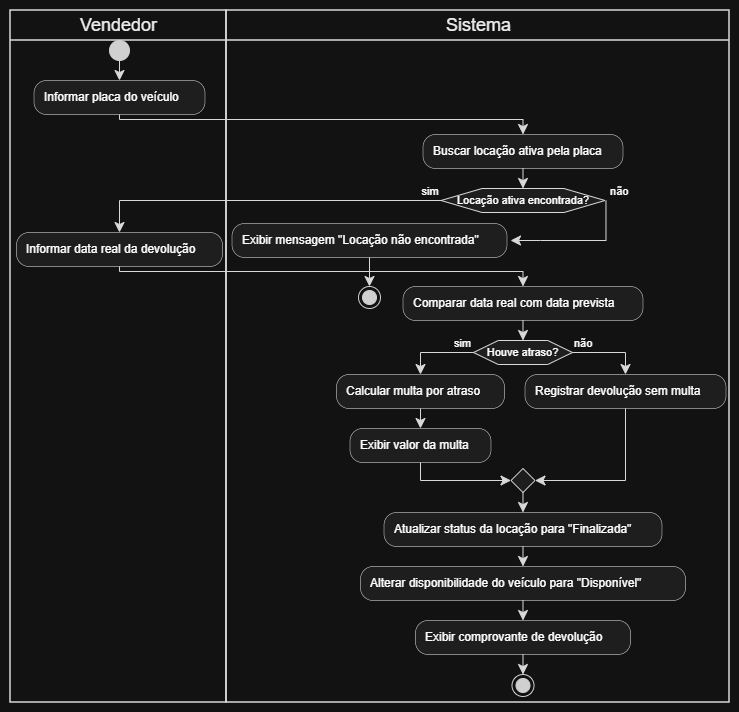 Vendedor
Sistema
Informar placa do veículo
Buscar locação ativa pela placa
sim
Locação ativa encontrada?
não
Informar data real da devolução
Exibir mensagem "Locação não encontrada"
Comparar data real com data prevista
sim
Houve atraso?
não
Calcular multa por atraso
Registrar devolução sem multa
Exibir valor da multa
Atualizar status da locação para "Finalizada"
Alterar disponibilidade do veículo para "Disponível"
Exibir comprovante de devolução